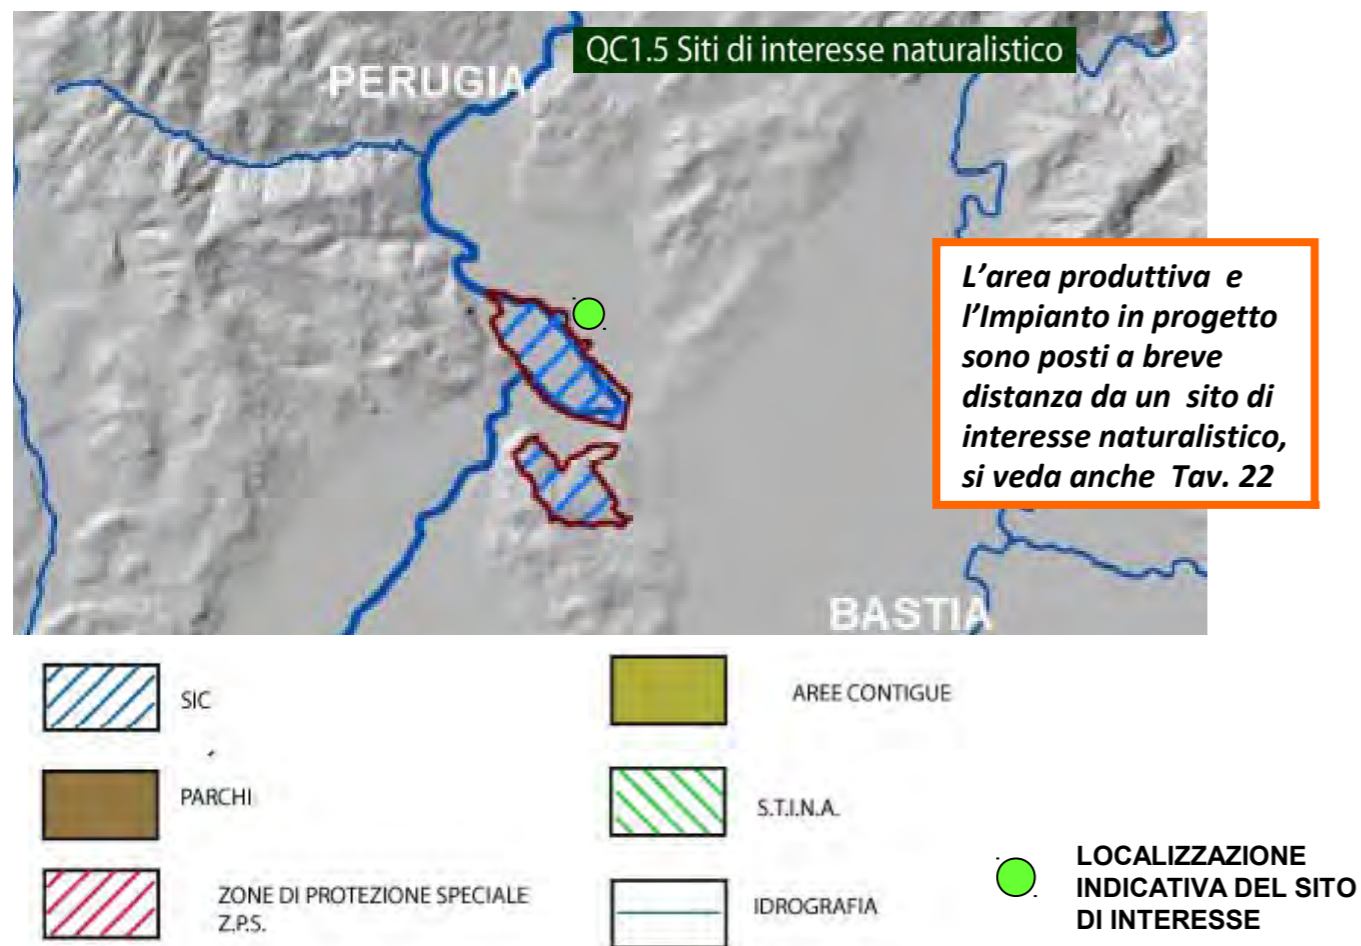 QC1.5 Siti di interesse naturalistico
PERUGIA
L’area produttiva e
l’Impianto in progetto
sono posti a breve
distanza da un sito di
interesse naturalistico,
si veda anche Tav. 22
BASTIA
SIC
PARCHI
ZONE DI PROTEZIONE SPECIALE
Z.P.S.
AREE CONTIGUE
S.T.I.N.A.
IDROGRAFIA
LOCALIZZAZIONE
INDICATIVA DEL SITO
DI INTERESSE